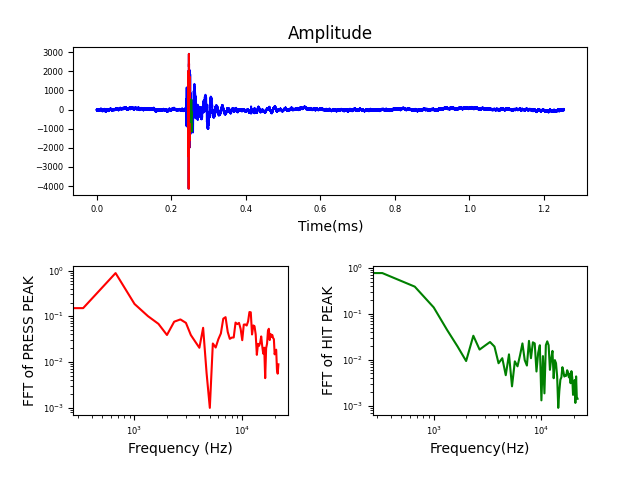 Amplitude
3000
2000
1000
0
−1000
−2000
−3000
−4000
0.0 0.2 0.4 0.6 0.8 1.0 1.2
Time(ms)
FFT of PRESS PEAK
10⁰
10⁻¹
10⁻²
10⁻³
10³ 10⁴
Frequency (Hz)
FFT of HIT PEAK
10⁰
10⁻¹
10⁻²
10⁻³
10³ 10⁴
Frequency(Hz)